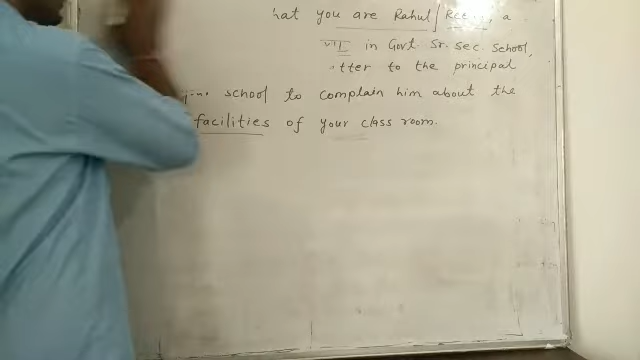 hat you are Rahul/ Ree..., a
VII in Govt. Sr. sec. School,
tter to the principal
school to complain him about the
facilities of your class room.